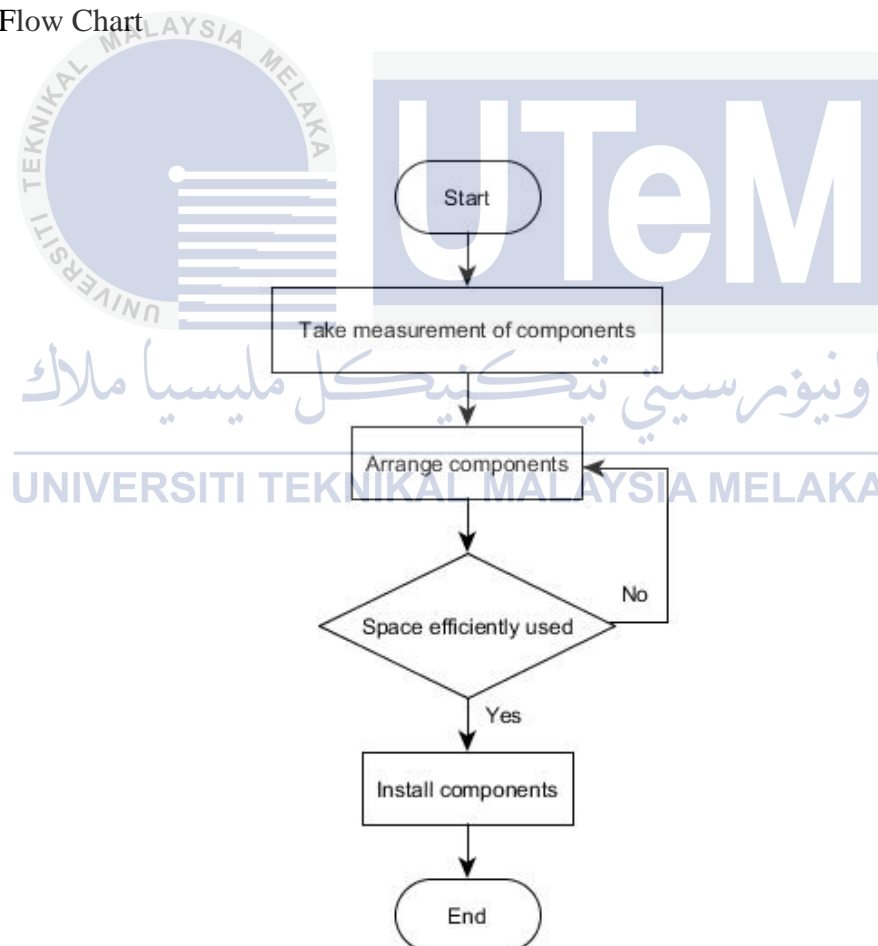 Flow Chart
UNIVERSITI TEKNIKAL MALAYSIA MELAKA
UTeM
اونيۏرسيتي تيكنيكل مليسيا ملاك
UNIVERSITI TEKNIKAL MALAYSIA MELAKA
Start
Take measurement of components
Arrange components
Space efficiently used
No
Yes
Install components
End